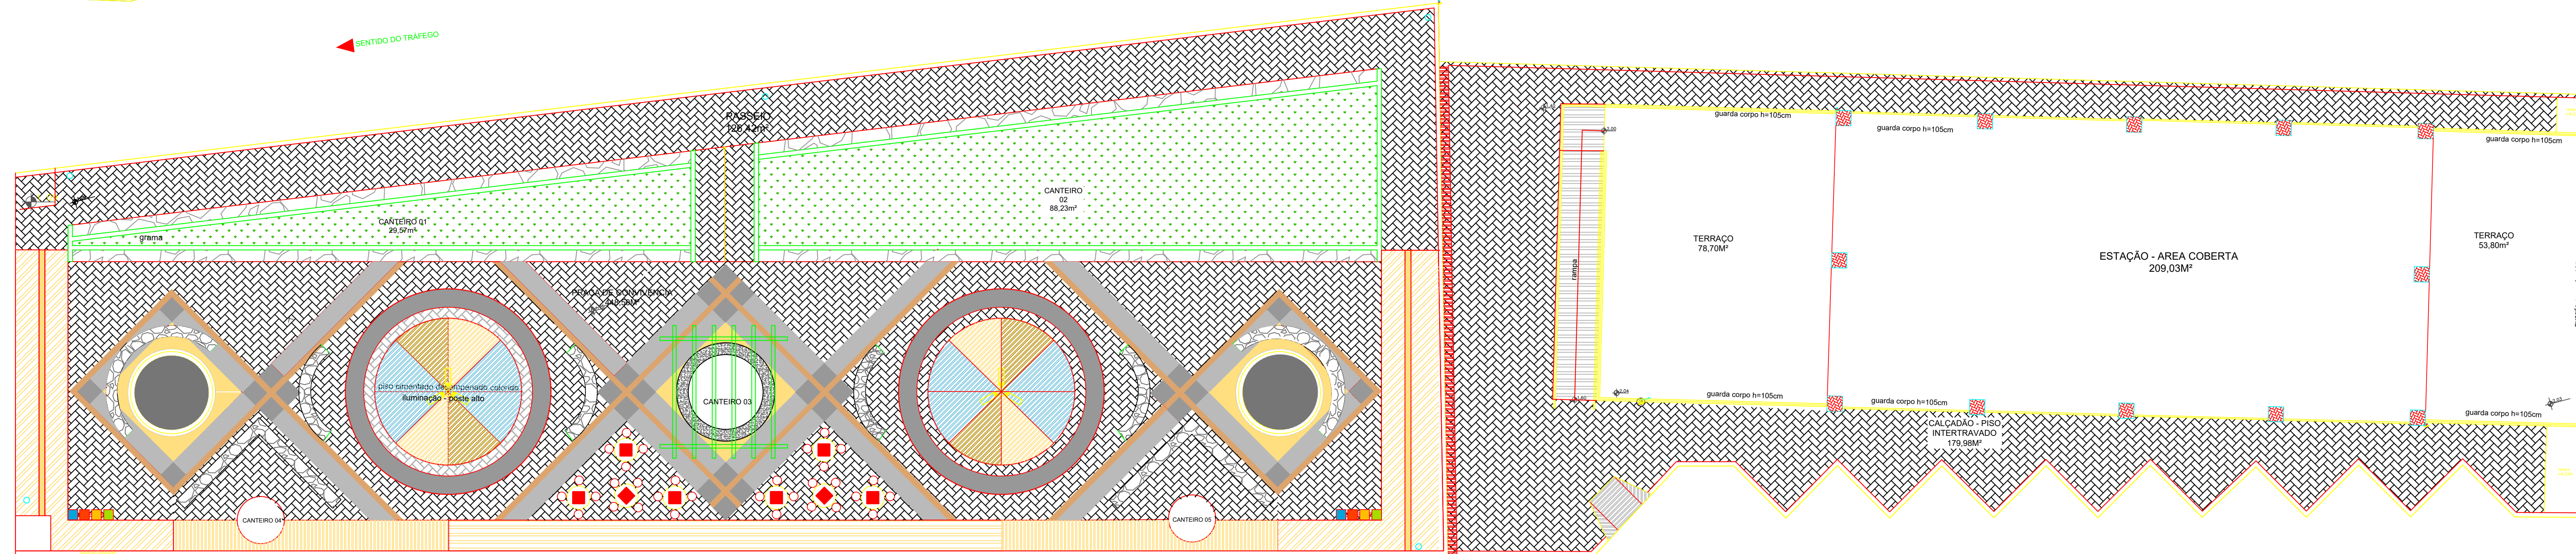 SENTIDO DO TRÁFEGO
PASSEIO
126,42m²
CANTEIRO 01
29,57m²
grama
CANTEIRO
02
88,23m²
PRAÇA DE CONVIVÊNCIA
piso cimentado desempenado colorido
iluminação - poste alto
CANTEIRO 03
CANTEIRO 04
CANTEIRO 05
guarda corpo h=105cm
guarda corpo h=105cm
guarda corpo h=105cm
TERRAÇO
78,70M²
rampa
ESTAÇÃO - AREA COBERTA
209,03M²
TERRAÇO
53,80m²
guarda corpo h=105cm
guarda corpo h=105cm
guarda corpo h=105cm
CALÇADÃO - PISO
INTERTRAVADO
179,98M²